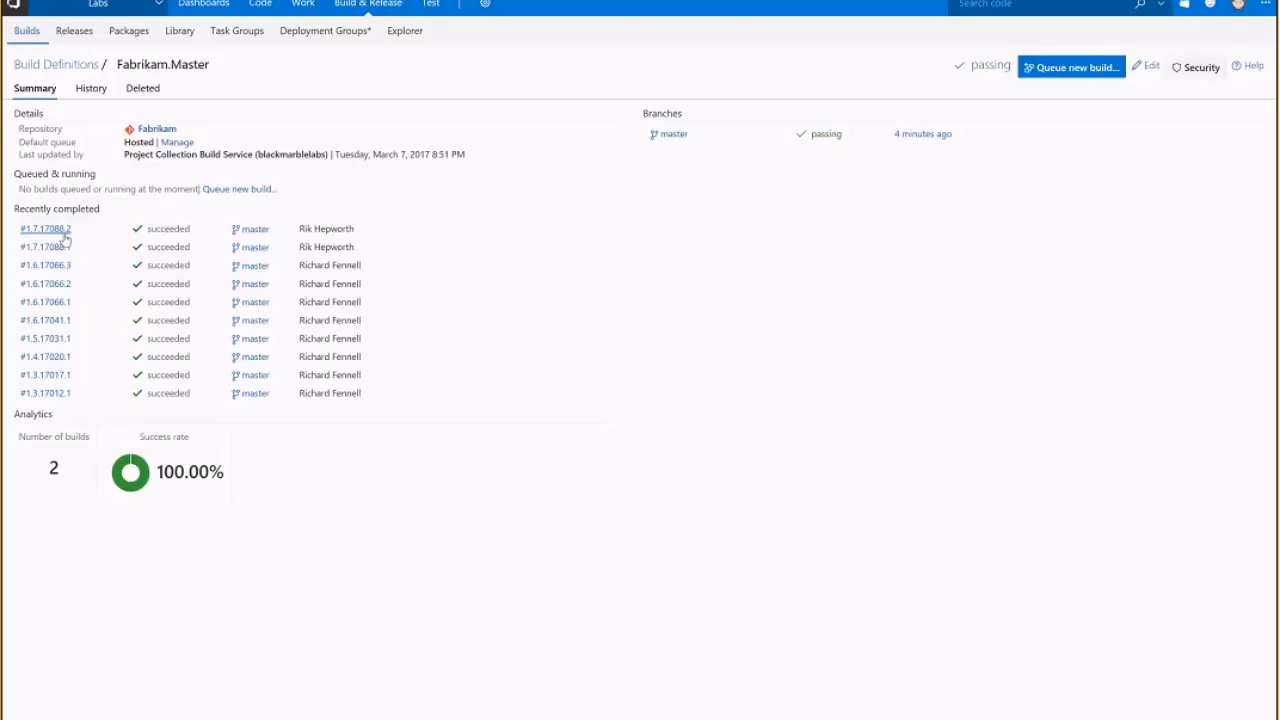 Labs Dashboards Code Work Build & Release Test Search code
Builds Releases Packages Library Task Groups Deployment Groups* Explorer
Build Definitions / Fabrikam.Master passing Queue new build... Edit Security Help
Summary History Deleted
Details Branches
Repository Fabrikam master passing 4 minutes ago
Default queue Hosted | Manage
Last updated by Project Collection Build Service (blackmarblelabs) | Tuesday, March 7, 2017 8:51 PM
Queued & running
No builds queued or running at the moment| Queue new build...
Recently completed
#1.7.17088.2 succeeded master Rik Hepworth
#1.7.17088.1 succeeded master Rik Hepworth
#1.6.17066.3 succeeded master Richard Fennell
#1.6.17066.2 succeeded master Richard Fennell
#1.6.17066.1 succeeded master Richard Fennell
#1.6.17041.1 succeeded master Richard Fennell
#1.5.17031.1 succeeded master Richard Fennell
#1.4.17020.1 succeeded master Richard Fennell
#1.3.17017.1 succeeded master Richard Fennell
#1.3.17012.1 succeeded master Richard Fennell
Analytics
Number of builds Success rate
2 100.00%